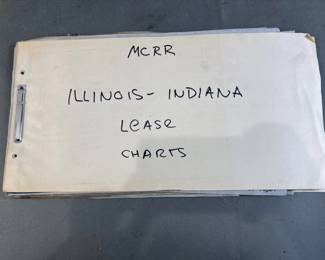 MCRR
ILLINOIS - INDIANA
LEASE
CHARTS